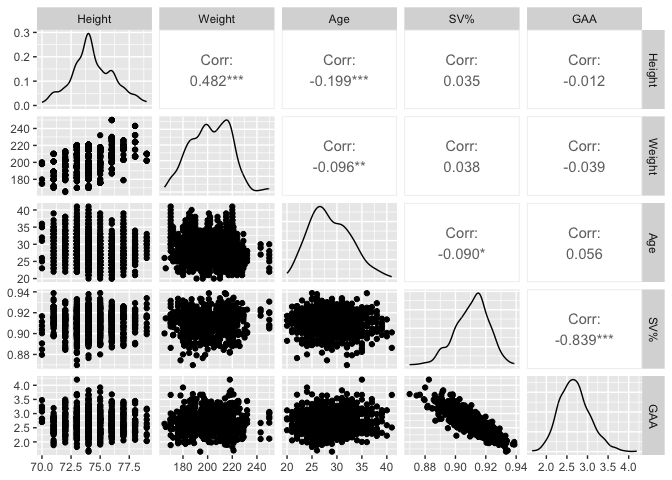 Height Weight Age SV% GAA
0.3
0.2
0.1
0.0
Corr: Corr: Corr: Corr:
0.482*** -0.199*** 0.035 -0.012
Height
240
220
200
180
Corr: Corr: Corr:
-0.096** 0.038 -0.039
Weight
40
35
30
25
20
Corr: Corr:
-0.090* 0.056
Age
0.94
0.92
0.90
0.88
Corr:
-0.839***
SV%
4.0
3.5
3.0
2.5
2.0
GAA
70.0 72.5 75.0 77.5 180 200 220 240 20 25 30 35 40 0.88 0.90 0.92 0.94 2.0 2.5 3.0 3.5 4.0